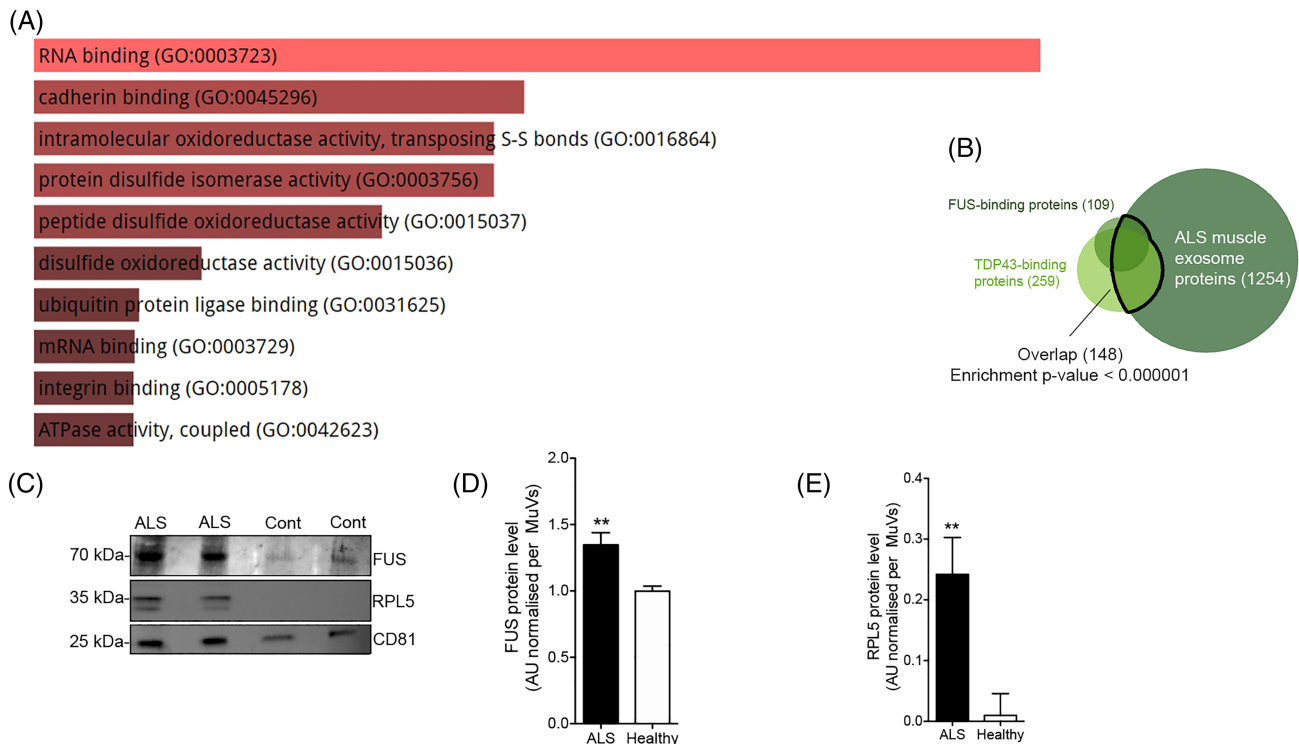 (A)
RNA binding (GO:0003723)
cadherin binding (GO:0045296)
intramolecular oxidoreductase activity, transposing S-S bonds (GO:0016864)
protein disulfide isomerase activity (GO:0003756)
peptide disulfide oxidoreductase activity (GO:0015037)
disulfide oxidoreductase activity (GO:0015036)
ubiquitin protein ligase binding (GO:0031625)
mRNA binding (GO:0003729)
integrin binding (GO:0005178)
ATPase activity, coupled (GO:0042623)
(B)
FUS-binding proteins (109)
TDP43-binding
proteins (259)
ALS muscle
exosome
proteins (1254)
Overlap (148)
Enrichment p-value < 0.000001
(C)
ALS ALS Cont Cont
70 kDa- FUS
35 kDa- RPL5
25 kDa- CD81
(D)
FUS protein level
(AU normalised per MuVs)
2.0
1.5
1.0
0.5
0.0
**
ALS Healthy
(E)
RPL5 protein level
(AU normalised per MuVs)
0.4
0.3
0.2
0.1
0.0
**
ALS Healthy